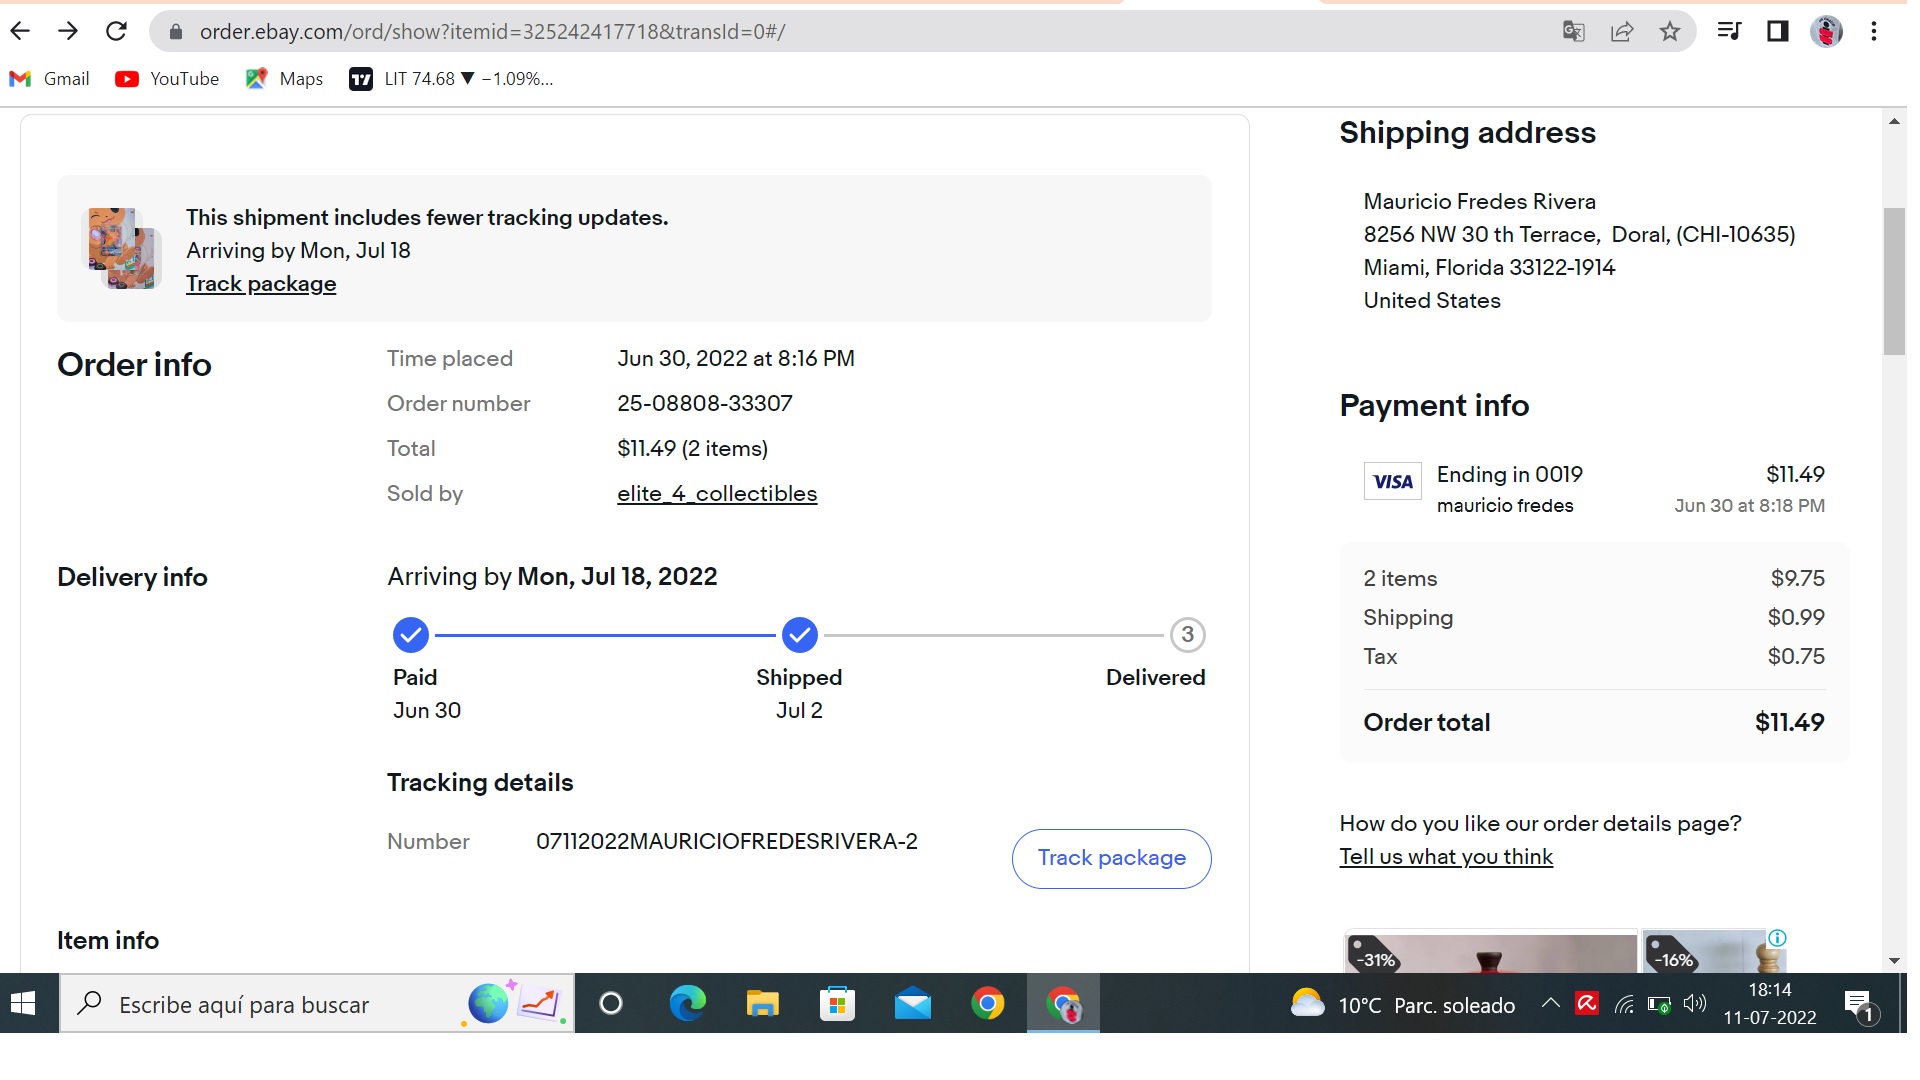 order.ebay.com/ord/show?itemid=325242417718&transId=0#/
Gmail
YouTube
Maps
LIT 74.68 ▼ −1.09%...
This shipment includes fewer tracking updates.
Arriving by Mon, Jul 18
Track package
Order info
Time placed Jun 30, 2022 at 8:16 PM
Order number 25-08808-33307
Total $11.49 (2 items)
Sold by elite_4_collectibles
Delivery info
Arriving by Mon, Jul 18, 2022
3
Paid Shipped Delivered
Jun 30 Jul 2
Tracking details
Number 07112022MAURICIOFREDESRIVERA-2
Track package
Item info
Shipping address
Mauricio Fredes Rivera
8256 NW 30 th Terrace, Doral, (CHI-10635)
Miami, Florida 33122-1914
United States
Payment info
VISA Ending in 0019 $11.49
mauricio fredes Jun 30 at 8:18 PM
2 items $9.75
Shipping $0.99
Tax $0.75
Order total $11.49
How do you like our order details page?
Tell us what you think
-31%
-16%
Escribe aquí para buscar
10°C Parc. soleado
18:14
11-07-2022
1